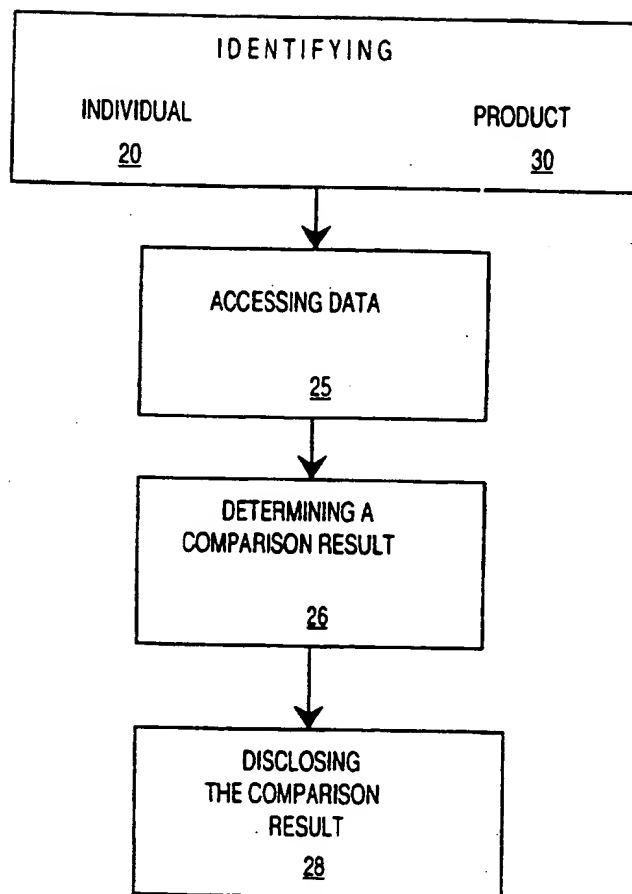 IDENTIFYING
INDIVIDUAL PRODUCT
20 30
ACCESSING DATA
25
DETERMINING A
COMPARISON RESULT
26
DISCLOSING
THE COMPARISON
RESULT
28